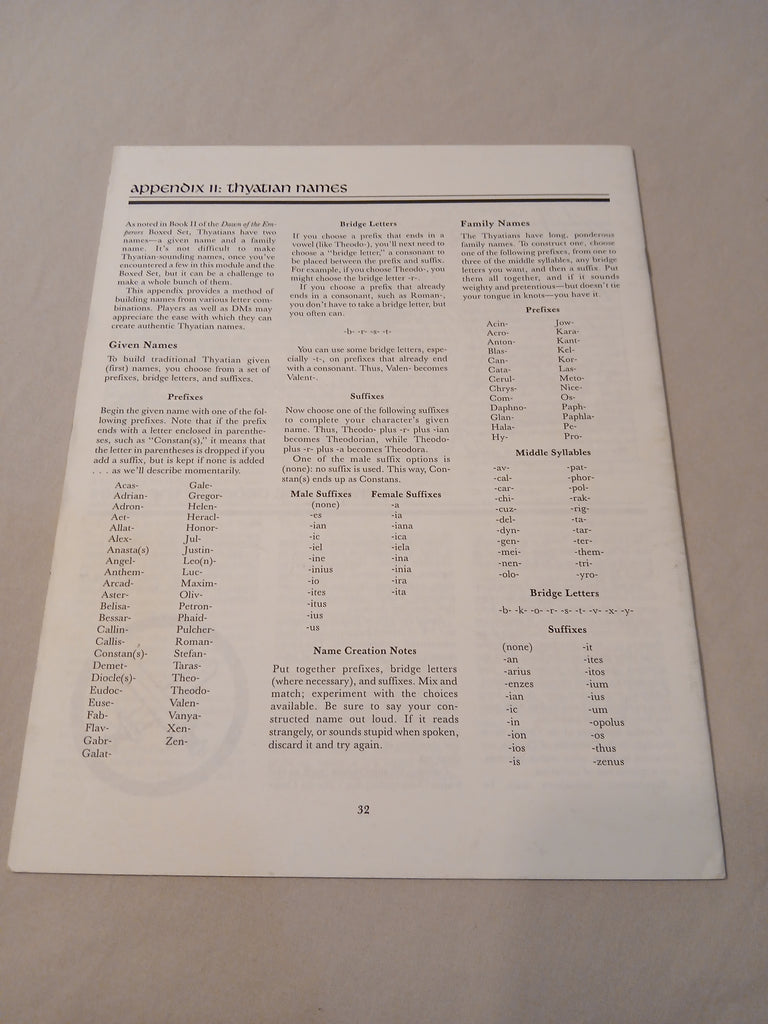 appendix II: thyatian names
As noted in Book II of the Dawn of the Em-
perors Boxed Set, Thyatians have two
names—a given name and a family
name. It's not difficult to make
Thyatian-sounding names, once you've
encountered a few in this module and the
Boxed Set, but it can be a challenge to
make a whole bunch of them.
This appendix provides a method of
building names from various letter com-
binations. Players as well as DMs may
appreciate the ease with which they can
create authentic Thyatian names.
Given Names
To build traditional Thyatian given
(first) names, you choose from a set of
prefixes, bridge letters, and suffixes.
Prefixes
Begin the given name with one of the fol-
lowing prefixes. Note that if the prefix
ends with a letter enclosed in parenthe-
ses, such as "Constan(s)," it means that
the letter in parentheses is dropped if you
add a suffix, but is kept if none is added
. . . as we'll describe momentarily.
Acas- Gale-
Adrian- Gregor-
Adron- Helen-
Aet- Heracl-
Allat- Honor-
Alex- Jul-
Anasta(s) Justin-
Angel- Leo(n)-
Anthem- Luc-
Arcad- Maxim-
Aster- Oliv-
Belisa- Petron-
Bessar- Phaid-
Callin- Pulcher-
Callis- Roman-
Constan(s)- Stefan-
Demet- Taras-
Diocle(s)- Theo-
Eudoc- Theodo-
Euse- Valen-
Fab- Vanya-
Flav- Xen-
Gabr- Zen-
Galat-
Bridge Letters
If you choose a prefix that ends in a
vowel (like Theodo-), you'll next need to
choose a "bridge letter," a consonant to
be placed between the prefix and suffix.
For example, if you choose Theodo-, you
might choose the bridge letter -r-.
If you choose a prefix that already
ends in a consonant, such as Roman-,
you don't have to take a bridge letter, but
you often can.
-b- -r- -s- -t-
You can use some bridge letters, espe-
cially -t-, on prefixes that already end
with a consonant. Thus, Valen- becomes
Valent-.
Suffixes
Now choose one of the following suffixes
to complete your character's given
name. Thus, Theodo- plus -r- plus -ian
becomes Theodorian, while Theodo-
plus -r- plus -a becomes Theodora.
One of the male suffix options is
(none): no suffix is used. This way, Con-
stan(s) ends up as Constans.
Male Suffixes Female Suffixes
(none) -a
-es -ia
-ian -iana
-ic -ica
-iel -iela
-ine -ina
-inius -inia
-io -ira
-ites -ita
-itus
-ius
-us
Name Creation Notes
Put together prefixes, bridge letters
(where necessary), and suffixes. Mix and
match; experiment with the choices
available. Be sure to say your con-
structed name out loud. If it reads
strangely, or sounds stupid when spoken,
discard it and try again.
Family Names
The Thyatians have long, ponderous
family names. To construct one, choose
one of the following prefixes, from one to
three of the middle syllables, any bridge
letters you want, and then a suffix. Put
them all together, and if it sounds
weighty and pretentious—but doesn't tie
your tongue in knots—you have it.
Prefixes
Acin- Jow-
Acro- Kara-
Anton- Kant-
Blas- Kel-
Can- Kor-
Cata- Las-
Cerul- Meto-
Chrys- Nice-
Com- Os-
Daphno- Paph-
Glan- Paphla-
Hala- Pe-
Hy- Pro-
Middle Syllables
-av- -pat-
-cal- -phor-
-car- -pol-
-chi- -rak-
-cuz- -rig-
-del- -ta-
-dyn- -tar-
-gen- -ter-
-mei- -them-
-nen- -tri-
-olo- -yro-
Bridge Letters
-b- -k- -o- -r- -s- -t- -v- -x- -y-
Suffixes
(none) -it
-an -ites
-arius -itos
-enzes -ium
-ian -ius
-ic -um
-in -opolus
-ion -os
-ios -thus
-is -zenus
32